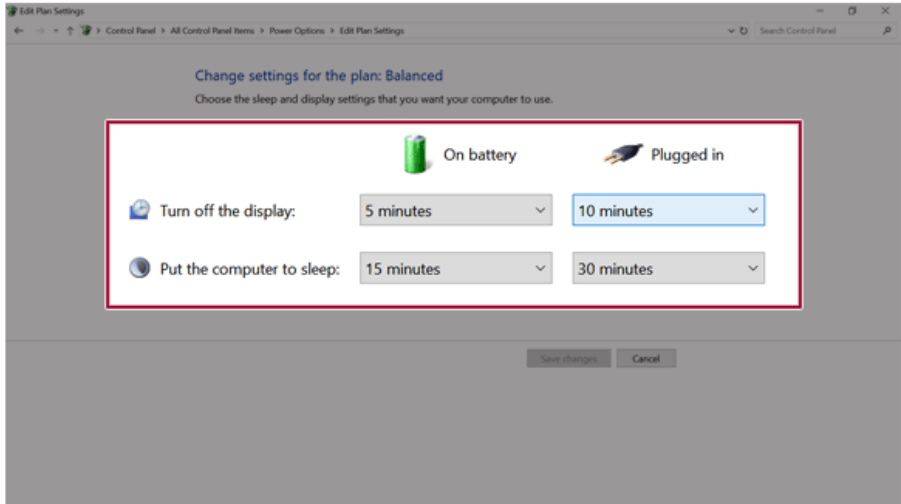 Edit Plan Settings
Control Panel > All Control Panel Items > Power Options > Edit Plan Settings
Search Control Panel
Change settings for the plan: Balanced
Choose the sleep and display settings that you want your computer to use.
On battery Plugged in
Turn off the display: 5 minutes 10 minutes
Put the computer to sleep: 15 minutes 30 minutes
Save changes Cancel